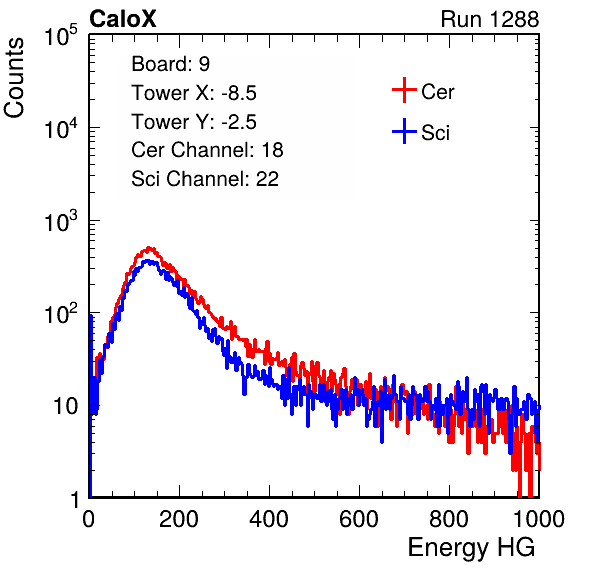 CaloX Run 1288
Counts
Board: 9
Tower X: -8.5
Tower Y: -2.5
Cer Channel: 18
Sci Channel: 22
Cer
Sci
10^5
10^4
10^3
10^2
10
1
0 200 400 600 800 1000
Energy HG